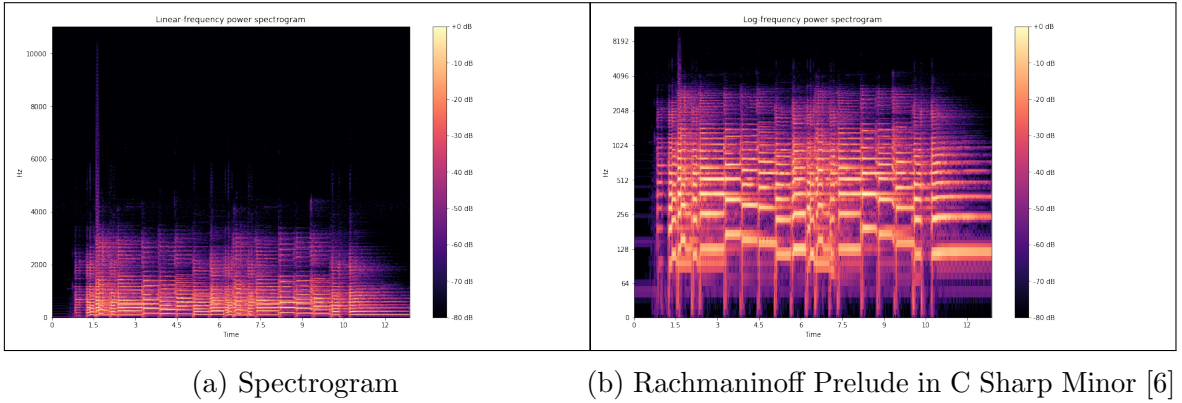 Linear-frequency power spectrogram
Hz
10000
8000
6000
4000
2000
0
0
1.5
3
4.5
6
7.5
9
10
12
Time
+0 dB
-10 dB
-20 dB
-30 dB
-40 dB
-50 dB
-60 dB
-70 dB
-80 dB
Log-frequency power spectrogram
Hz
8192
4096
2048
1024
512
256
128
64
0
0
1.5
3
4.5
6
7.5
9
10
12
Time
+0 dB
-10 dB
-20 dB
-30 dB
-40 dB
-50 dB
-60 dB
-70 dB
-80 dB
(a) Spectrogram
(b) Rachmaninoff Prelude in C Sharp Minor [6]